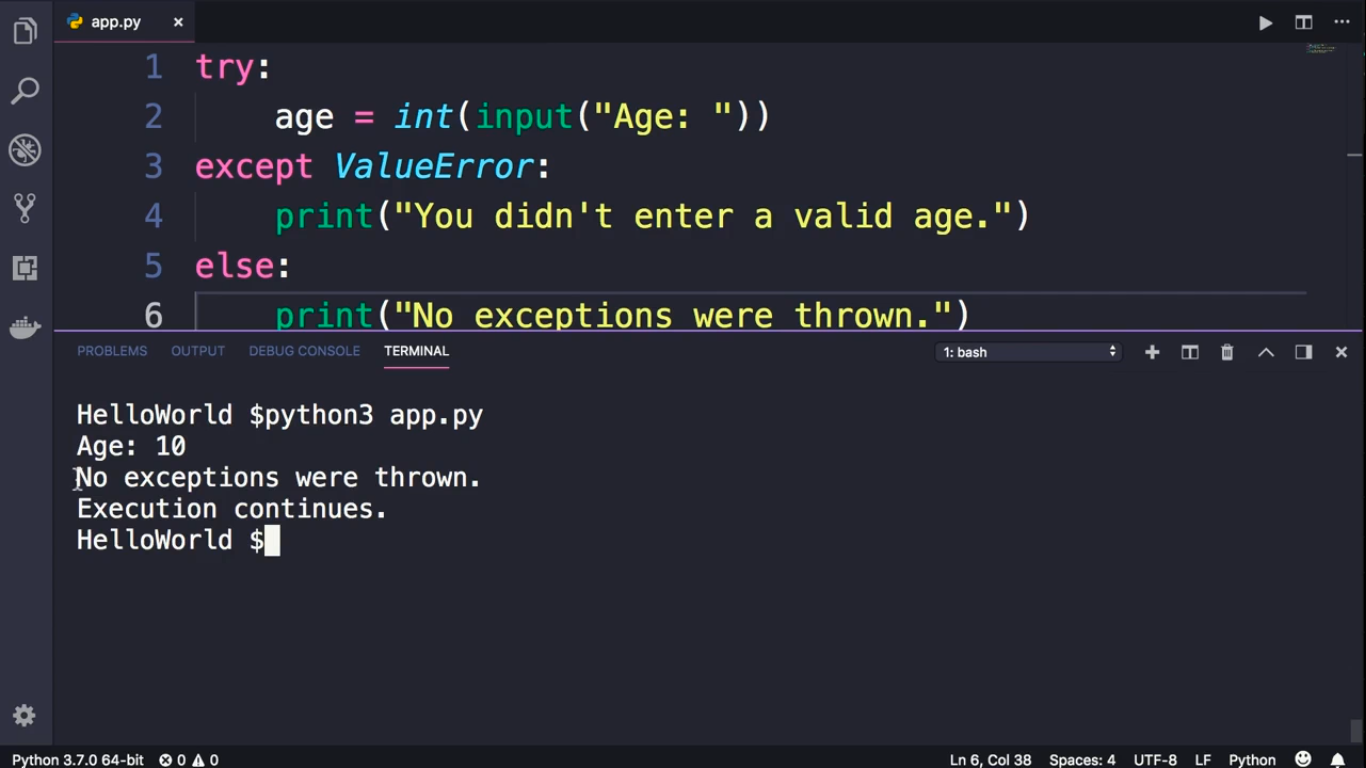 app.py
1 try:
2 age = int(input("Age: "))
3 except ValueError:
4 print("You didn't enter a valid age.")
5 else:
6 print("No exceptions were thrown.")
PROBLEMS OUTPUT DEBUG CONSOLE TERMINAL 1: bash
HelloWorld $python3 app.py
Age: 10
No exceptions were thrown.
Execution continues.
HelloWorld $
Python 3.7.0 64-bit 0 0 Ln 6, Col 38 Spaces: 4 UTF-8 LF Python